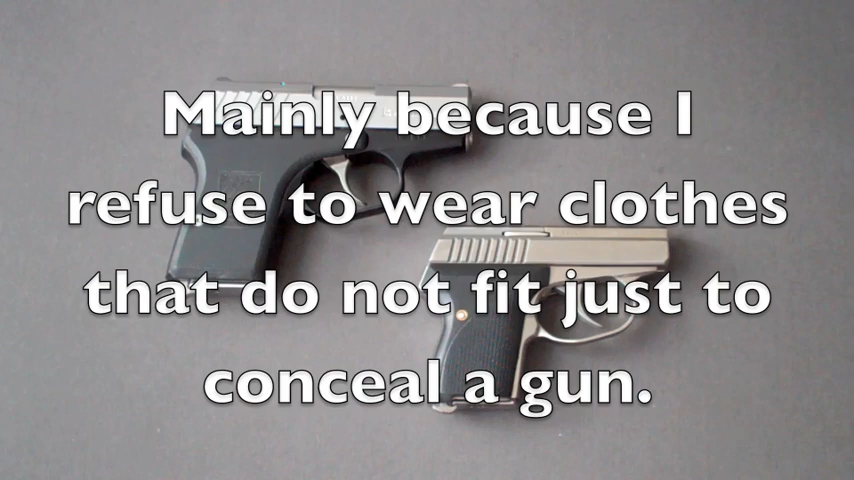 Mainly because I
refuse to wear clothes
that do not fit just to
conceal a gun.